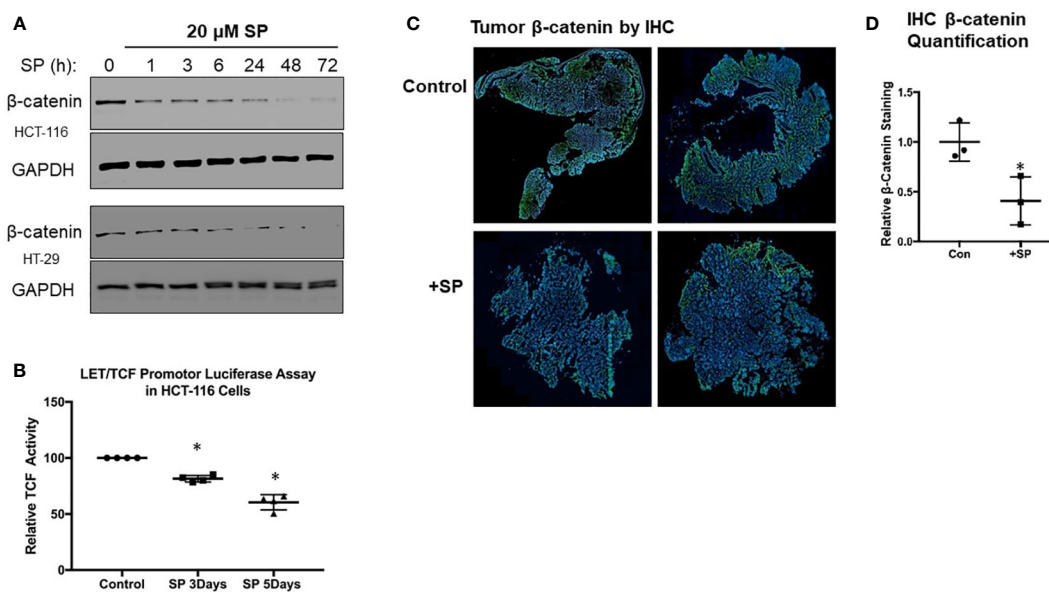 A
20 μM SP
SP (h): 0 1 3 6 24 48 72
β-catenin
HCT-116
GAPDH
β-catenin
HT-29
GAPDH
B
LET/TCF Promotor Luciferase Assay
in HCT-116 Cells
Relative TCF Activity
150
100
50
0
*
*
Control SP 3Days SP 5Days
C
Tumor β-catenin by IHC
Control
+SP
D
IHC β-catenin
Quantification
Relative β-Catenin Staining
1.5
1.0
0.5
0.0
*
Con +SP